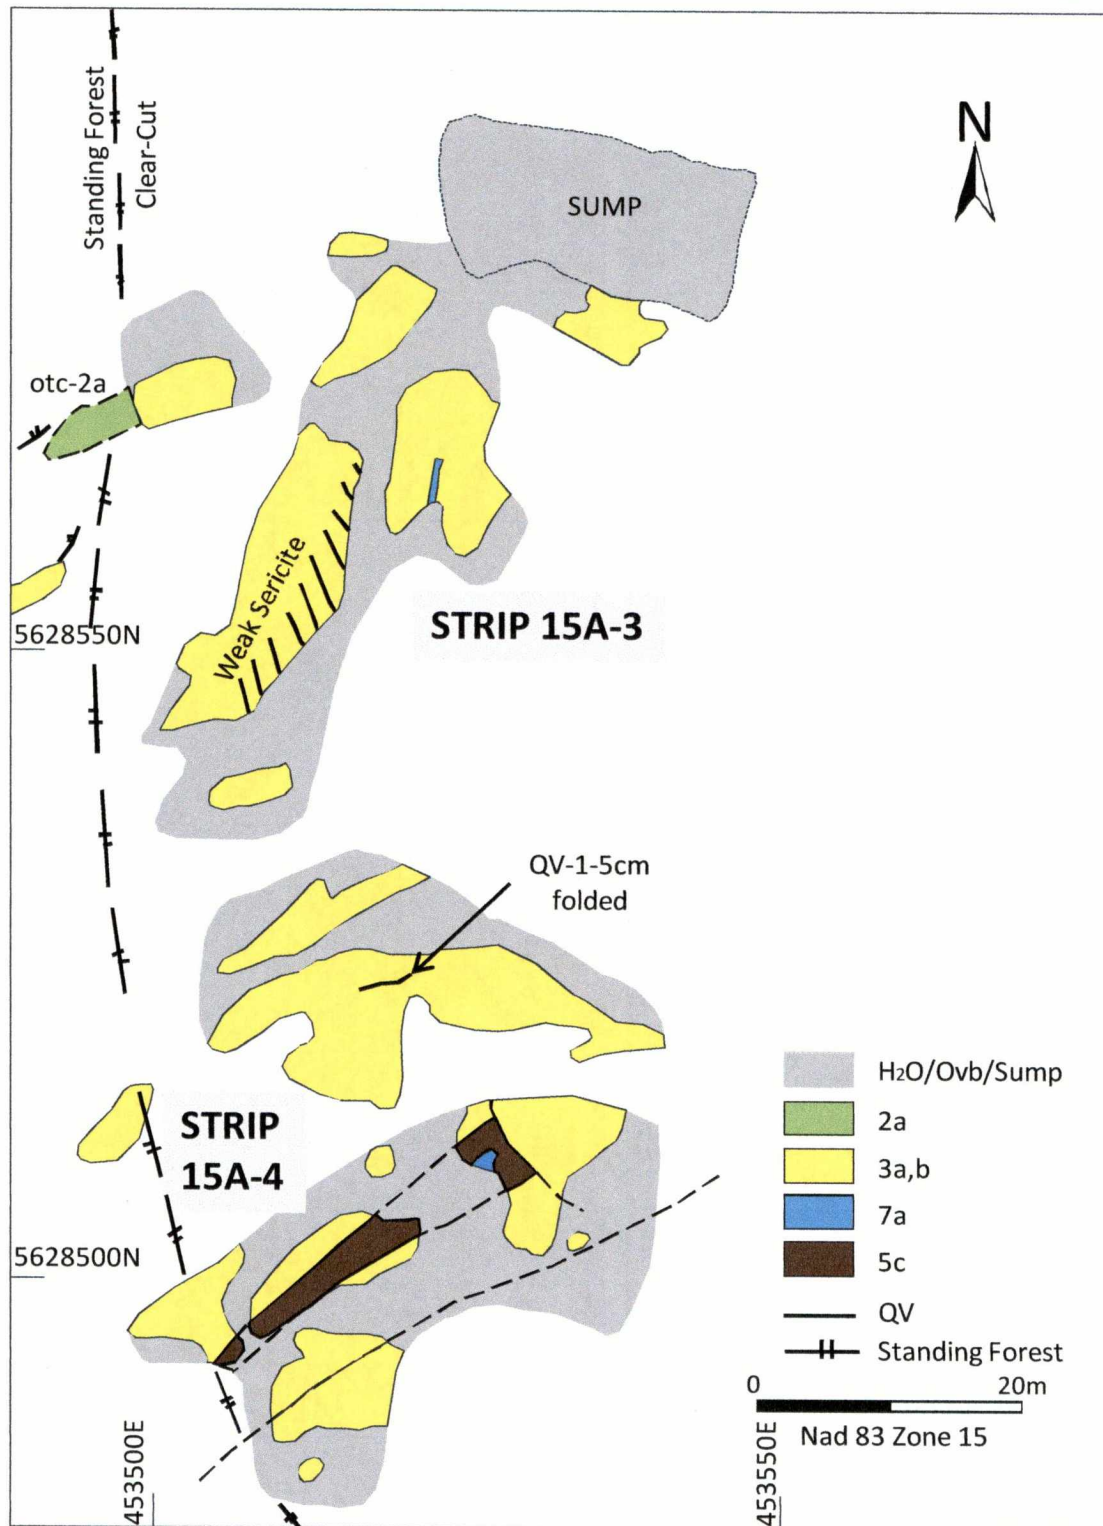 Standing Forest
Clear-Cut
N
SUMP
otc-2a
Weak Sericite
STRIP 15A-3
5628550N
QV-1-5cm
folded
STRIP
15A-4
5628500N
H2O/Ovb/Sump
2a
3a,b
7a
5c
QV
Standing Forest
0 20m
Nad 83 Zone 15
453500E
453550E